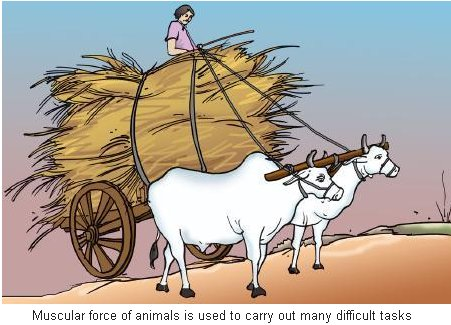 Muscular force of animals is used to carry out many difficult tasks